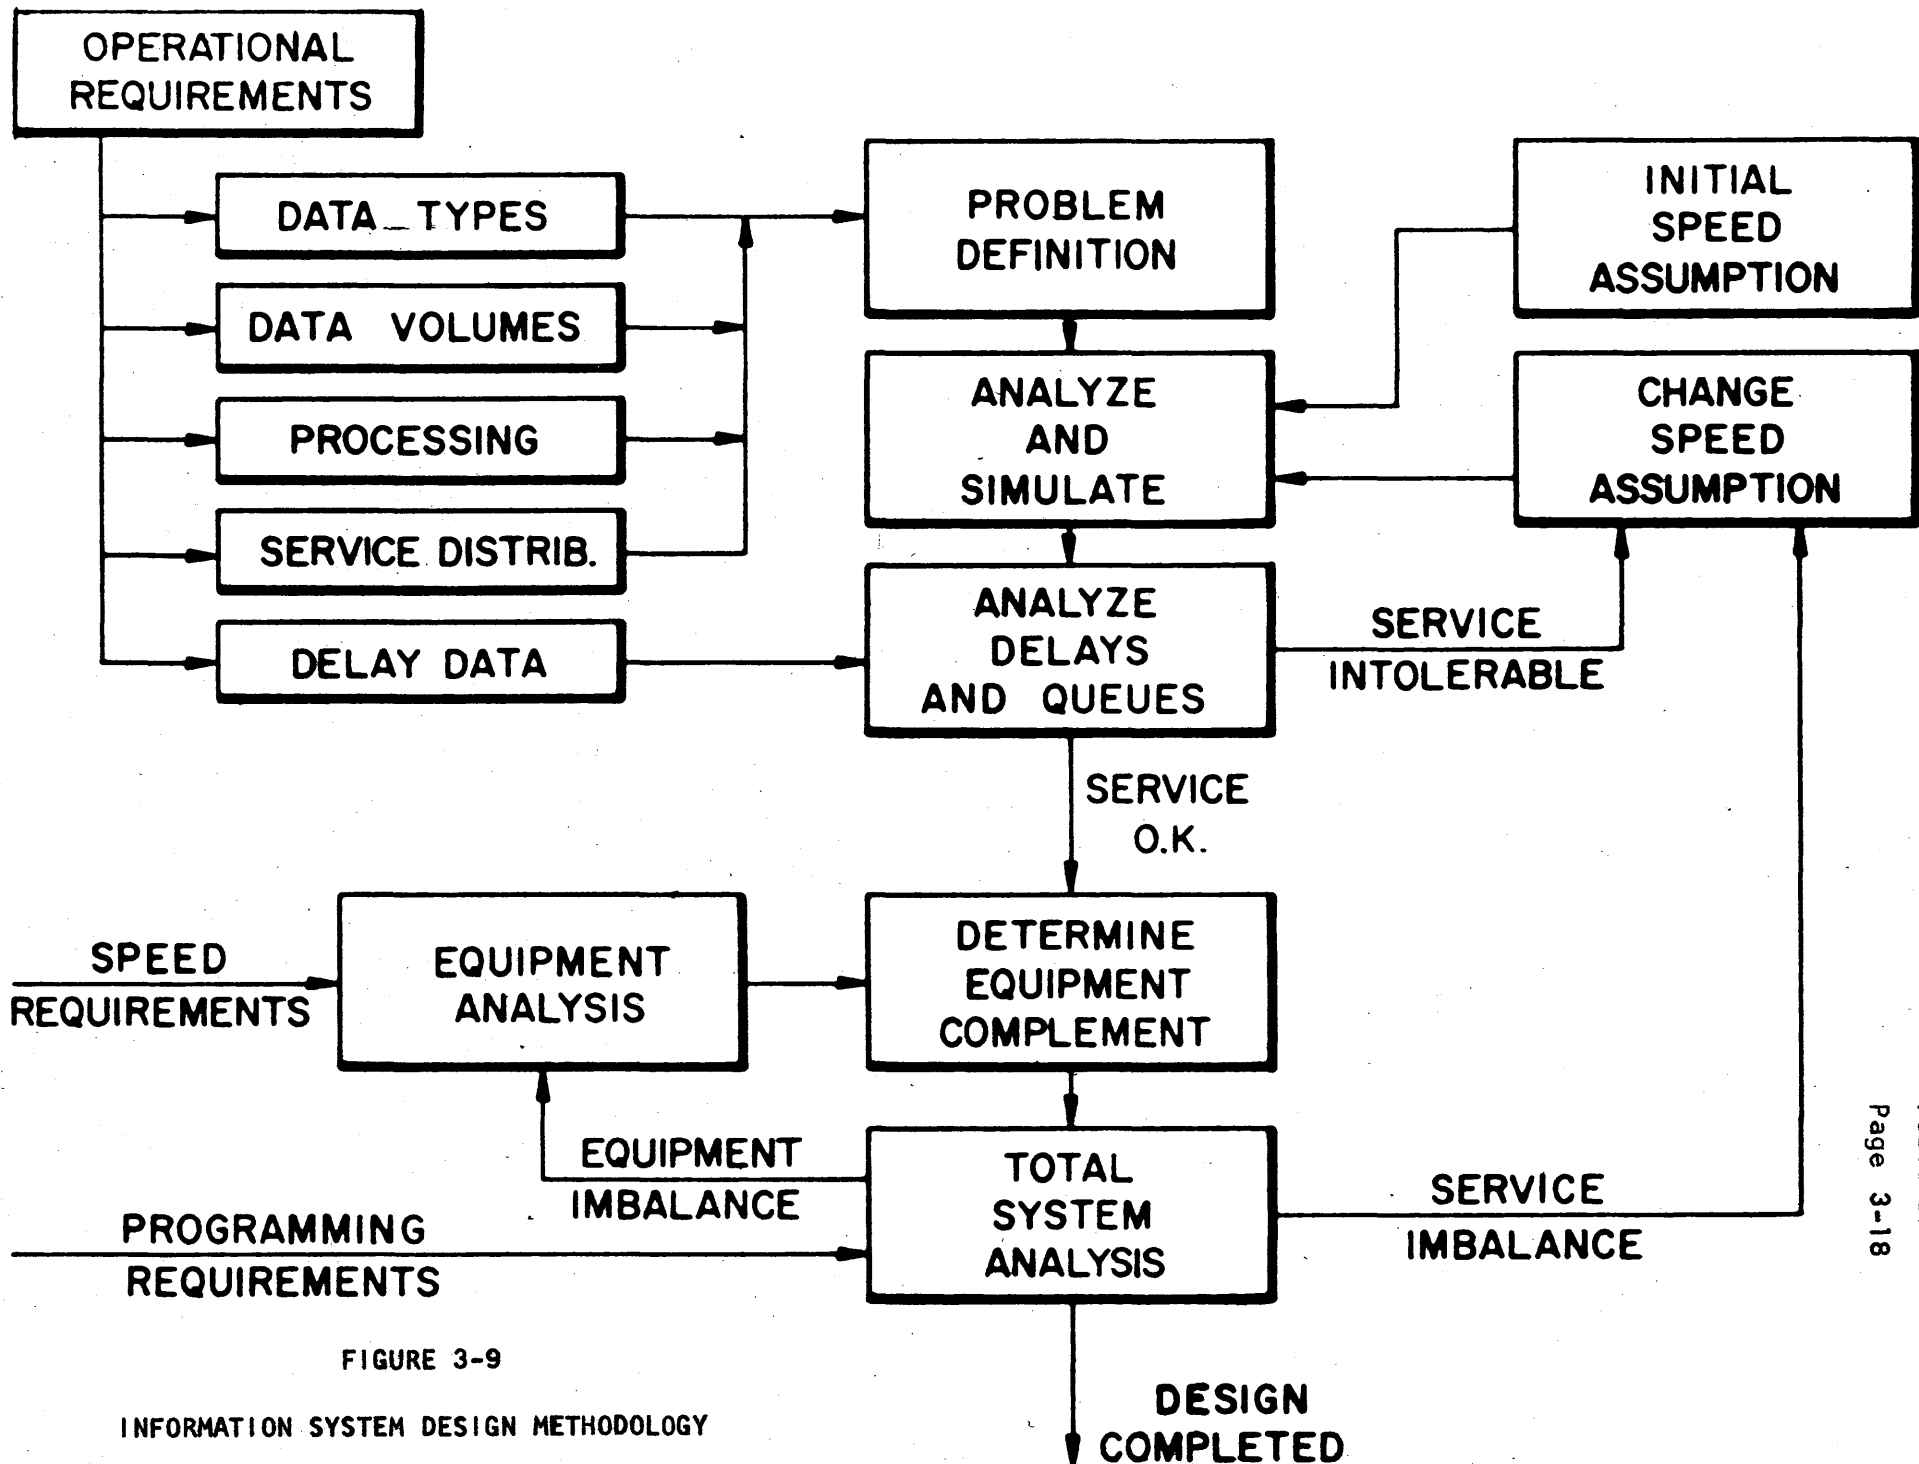 OPERATIONAL
REQUIREMENTS
DATA TYPES
DATA VOLUMES
PROCESSING
SERVICE DISTRIB.
DELAY DATA
PROBLEM
DEFINITION
ANALYZE
AND
SIMULATE
ANALYZE
DELAYS
AND QUEUES
INITIAL
SPEED
ASSUMPTION
CHANGE
SPEED
ASSUMPTION
SERVICE
INTOLERABLE
SERVICE
O.K.
SPEED
REQUIREMENTS
EQUIPMENT
ANALYSIS
DETERMINE
EQUIPMENT
COMPLEMENT
EQUIPMENT
IMBALANCE
PROGRAMMING
REQUIREMENTS
TOTAL
SYSTEM
ANALYSIS
SERVICE
IMBALANCE
DESIGN
COMPLETED
FIGURE 3-9
INFORMATION SYSTEM DESIGN METHODOLOGY
Page 3-18